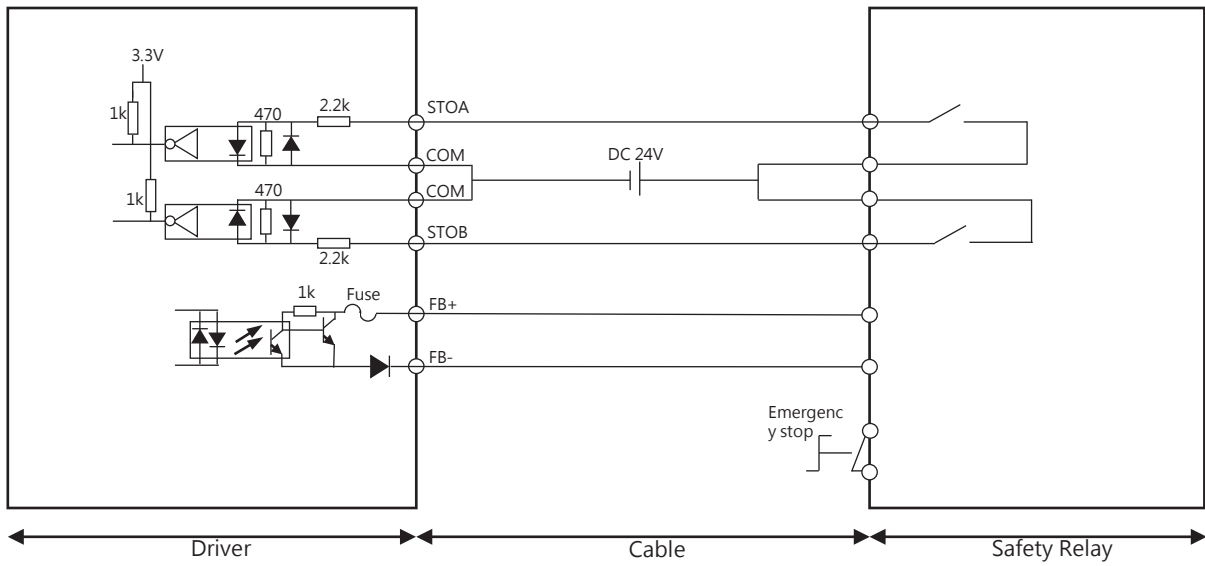 3.3V
1k
470
2.2k
STOA
COM
DC 24V
COM
1k
470
STOB
2.2k
1k
Fuse
FB+
FB-
Emergenc
y stop
Driver
Cable
Safety Relay